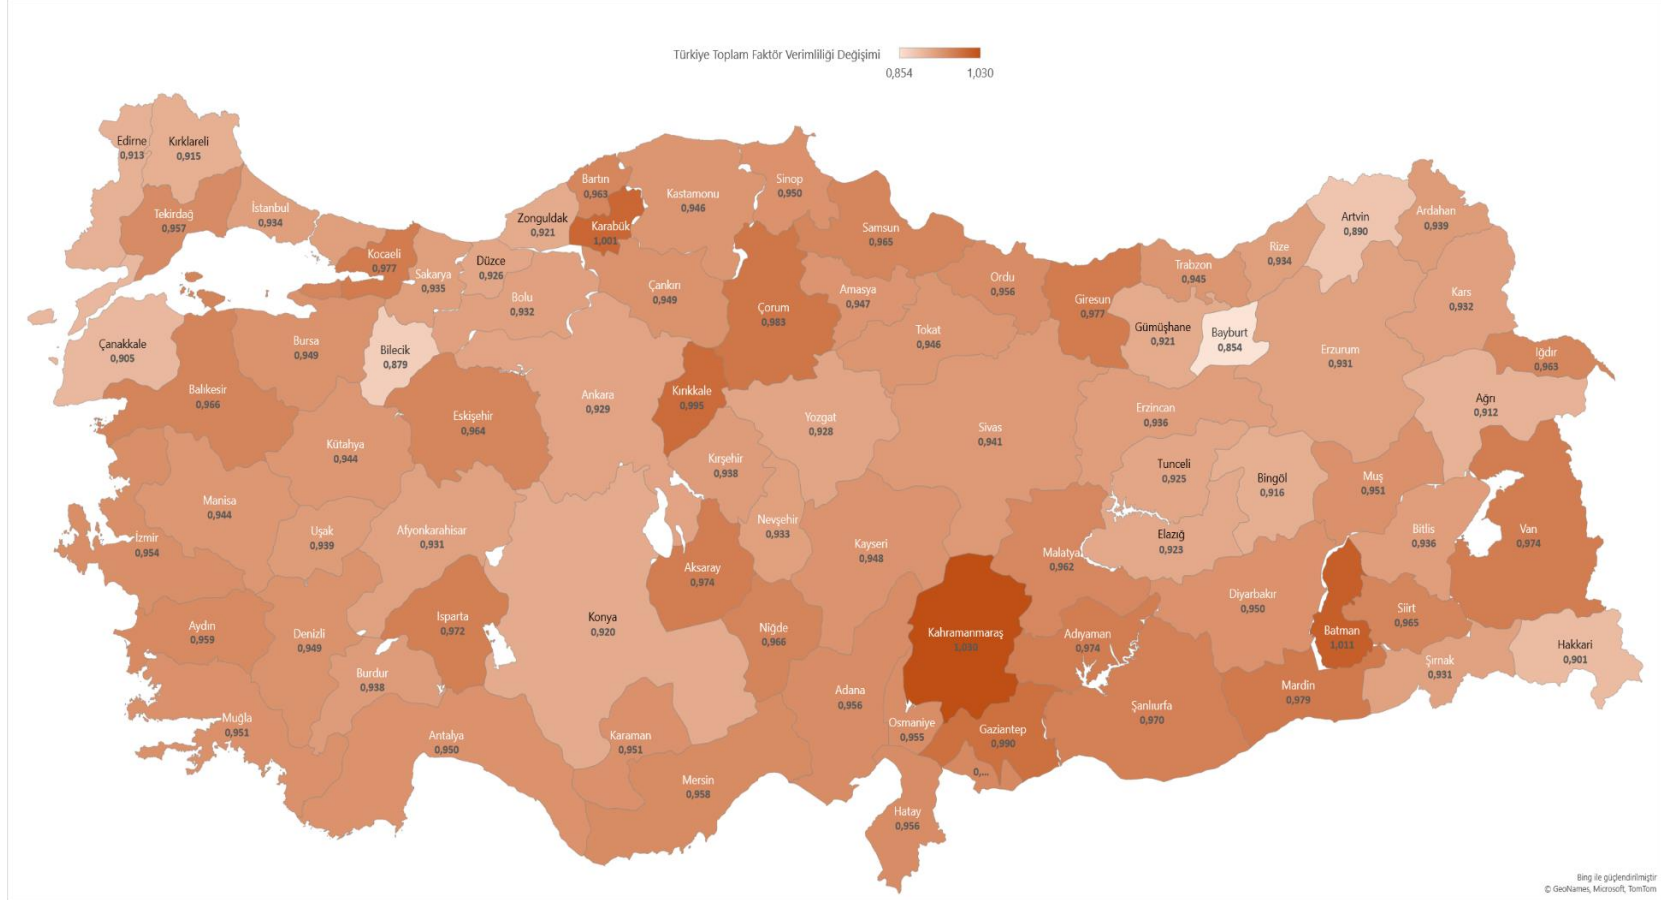 Türkiye Toplam Faktör Verimliliği Değişimi
0,854 1,030
Edirne
0,913
Kırklareli
0,915
Tekirdağ
0,957
İstanbul
0,934
Kocaeli
0,977
Sakarya
0,935
Düzce
0,926
Zonguldak
0,921
Bartın
0,963
Karabük
1,001
Kastamonu
0,946
Sinop
0,950
Samsun
0,965
Bolu
0,932
Çankırı
0,949
Çorum
0,983
Amasya
0,947
Tokat
0,946
Ordu
0,956
Giresun
0,977
Trabzon
0,945
Rize
0,934
Artvin
0,890
Ardahan
0,939
Kars
0,932
Gümüşhane
0,921
Bayburt
0,854
Erzurum
0,931
Iğdır
0,963
Ağrı
0,912
Çanakkale
0,905
Balıkesir
0,966
Bursa
0,949
Bilecik
0,879
Kütahya
0,944
Eskişehir
0,964
Ankara
0,929
Kırıkkale
0,995
Kırşehir
0,938
Yozgat
0,928
Sivas
0,941
Erzincan
0,936
Tunceli
0,925
Bingöl
0,916
Muş
0,951
Bitlis
0,936
Van
0,974
Manisa
0,944
İzmir
0,954
Uşak
0,939
Afyonkarahisar
0,931
Konya
0,920
Aksaray
0,974
Nevşehir
0,933
Kayseri
0,948
Malatya
0,962
Elazığ
0,923
Diyarbakır
0,950
Batman
1,011
Siirt
0,965
Şırnak
0,931
Hakkari
0,901
Aydın
0,959
Denizli
0,949
Isparta
0,972
Burdur
0,938
Niğde
0,966
Kahramanmaraş
1,030
Adıyaman
0,974
Şanlıurfa
0,970
Mardin
0,979
Muğla
0,951
Antalya
0,950
Karaman
0,951
Mersin
0,958
Adana
0,956
Osmaniye
0,955
Gaziantep
0,990
0,...
Hatay
0,956
Bing ile güçlendirilmiştir
© GeoNames, Microsoft, TomTom